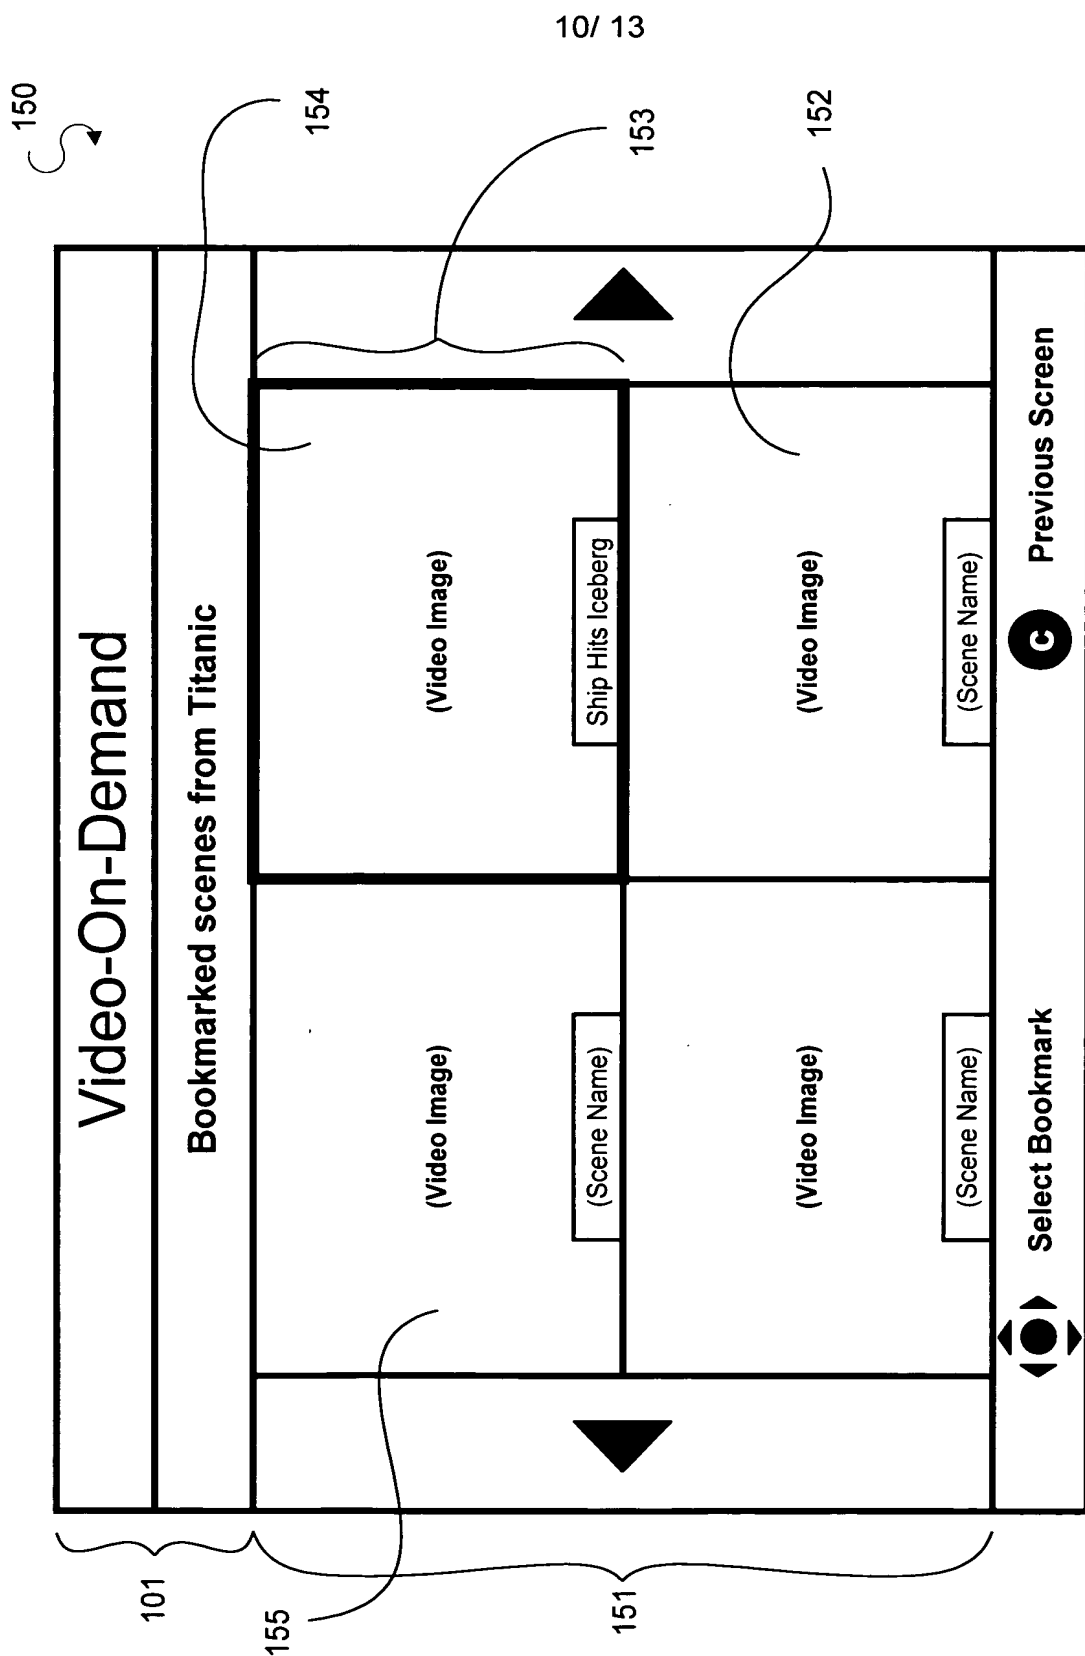 10/ 13
150
Video-On-Demand
101
Bookmarked scenes from Titanic
154
153
152
155
151
(Video Image)
(Scene Name)
(Video Image)
Ship Hits Iceberg
(Video Image)
(Scene Name)
(Video Image)
(Scene Name)
Select Bookmark
C Previous Screen